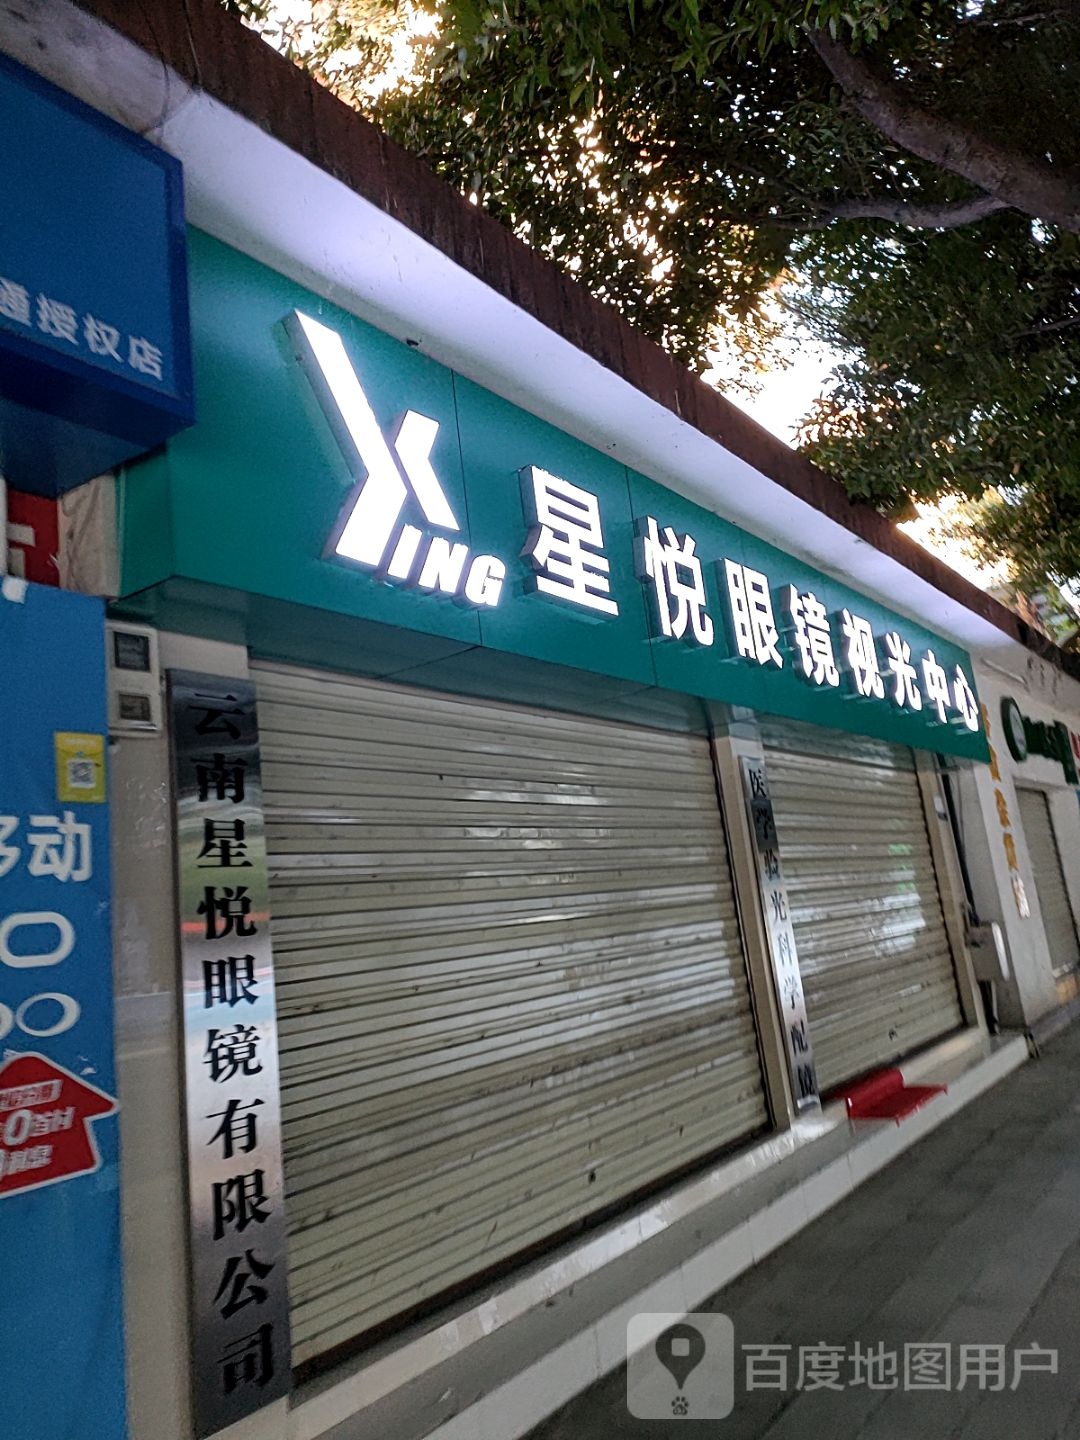 通授权店
XING
星悦眼镜视光中心
云南星悦眼镜有限公司
医学验光科学配镜
移动
百度地图用户